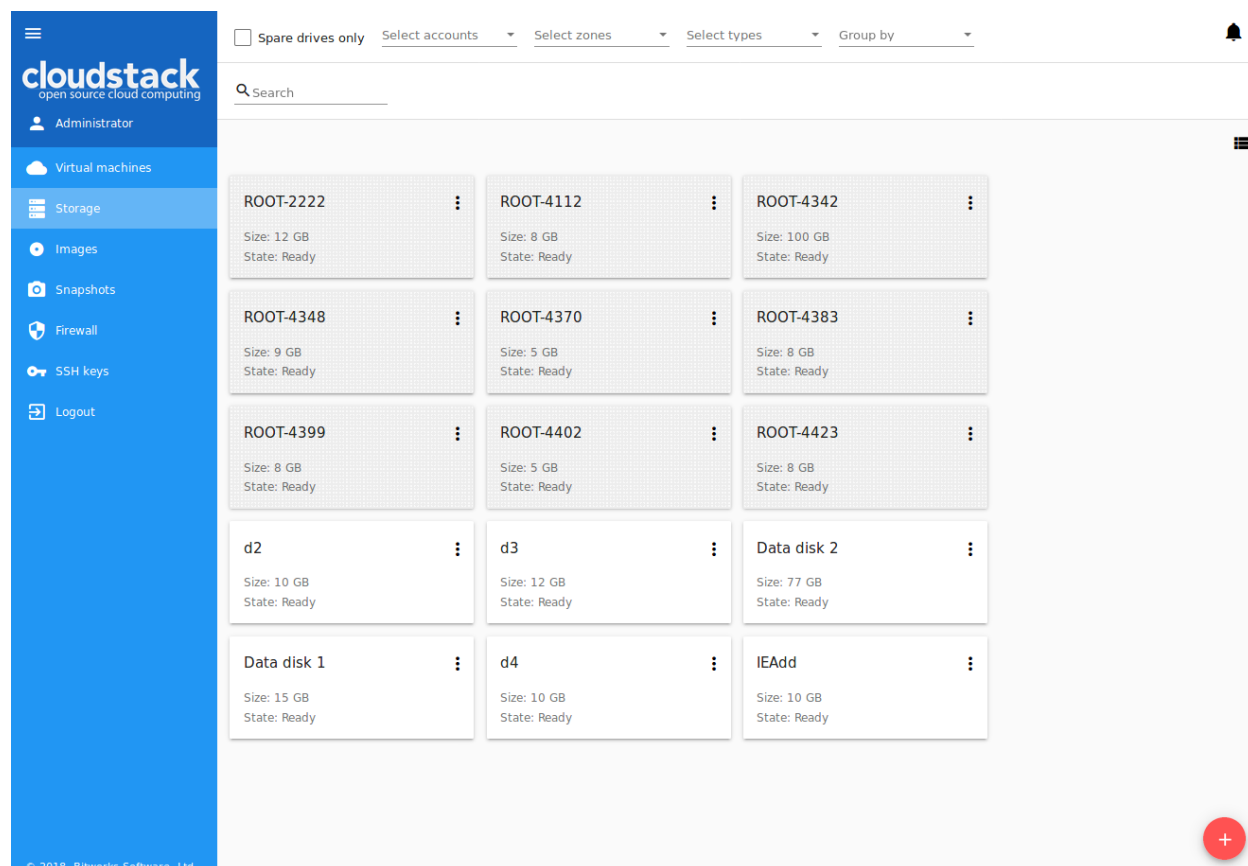 Spare drives only Select accounts Select zones Select types Group by
cloudstack
open source cloud computing
Search
Administrator
Virtual machines
Storage
Images
Snapshots
Firewall
SSH keys
Logout
ROOT-2222
Size: 12 GB
State: Ready
ROOT-4112
Size: 8 GB
State: Ready
ROOT-4342
Size: 100 GB
State: Ready
ROOT-4348
Size: 9 GB
State: Ready
ROOT-4370
Size: 5 GB
State: Ready
ROOT-4383
Size: 8 GB
State: Ready
ROOT-4399
Size: 8 GB
State: Ready
ROOT-4402
Size: 5 GB
State: Ready
ROOT-4423
Size: 8 GB
State: Ready
d2
Size: 10 GB
State: Ready
d3
Size: 12 GB
State: Ready
Data disk 2
Size: 77 GB
State: Ready
Data disk 1
Size: 15 GB
State: Ready
d4
Size: 10 GB
State: Ready
IEAdd
Size: 10 GB
State: Ready
© 2018, Bitworks Software, Ltd